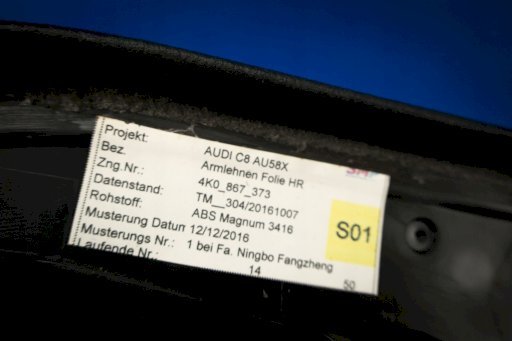 Projekt: AUDI C8 AU58X
Bez. Armlehnen Folie HR
Zng.Nr.: 4K0_867_373
Datenstand: TM__304/20161007
Rohstoff: ABS Magnum 3416
Musterung Datum 12/12/2016
Musterungs Nr.: 1 bei Fa. Ningbo Fangzheng
Laufende Nr.: 14 50
S01